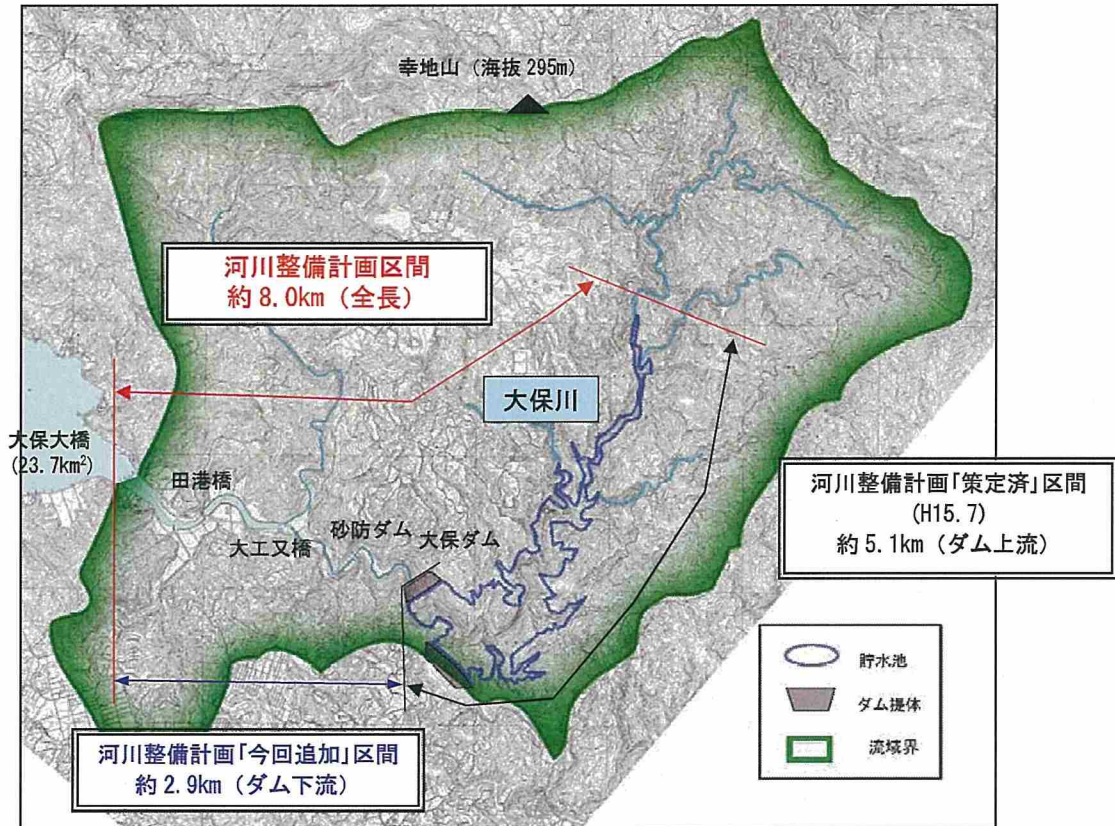 幸地山（海抜 295m）
河川整備計画区間
約 8.0km（全長）
大保川
大保大橋
(23.7km²)
田港橋
大工又橋
砂防ダム
大保ダム
河川整備計画「策定済」区間
(H15.7)
約 5.1km（ダム上流）
貯水池
ダム提体
流域界
河川整備計画「今回追加」区間
約 2.9km（ダム下流）